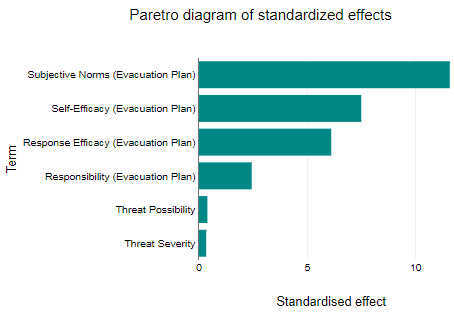 Paretro diagram of standardized effects
Subjective Norms (Evacuation Plan)
Self-Efficacy (Evacuation Plan)
Response Efficacy (Evacuation Plan)
Responsibility (Evacuation Plan)
Threat Possibility
Threat Severity
Term
0 5 10
Standardised effect